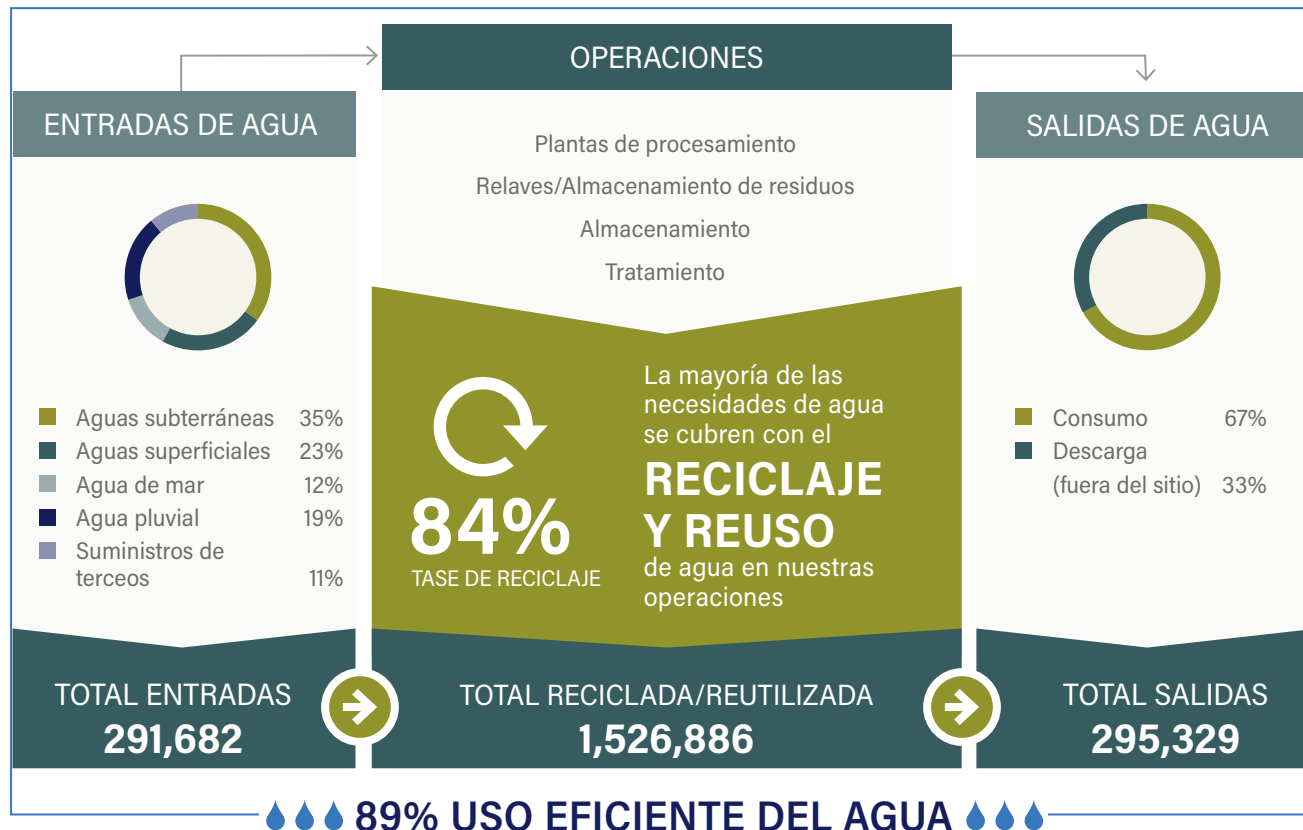 OPERACIONES
ENTRADAS DE AGUA
SALIDAS DE AGUA
Plantas de procesamiento
Relaves/Almacenamiento de residuos
Almacenamiento
Tratamiento
Aguas subterráneas 35%
Aguas superficiales 23%
Agua de mar 12%
Agua pluvial 19%
Suministros de
terceos 11%
84%
TASE DE RECICLAJE
La mayoría de las
necesidades de agua
se cubren con el
RECICLAJE
Y REUSO
de agua en nuestras
operaciones
Consumo 67%
Descarga
(fuera del sitio) 33%
TOTAL ENTRADAS
291,682
TOTAL RECICLADA/REUTILIZADA
1,526,886
TOTAL SALIDAS
295,329
89% USO EFICIENTE DEL AGUA